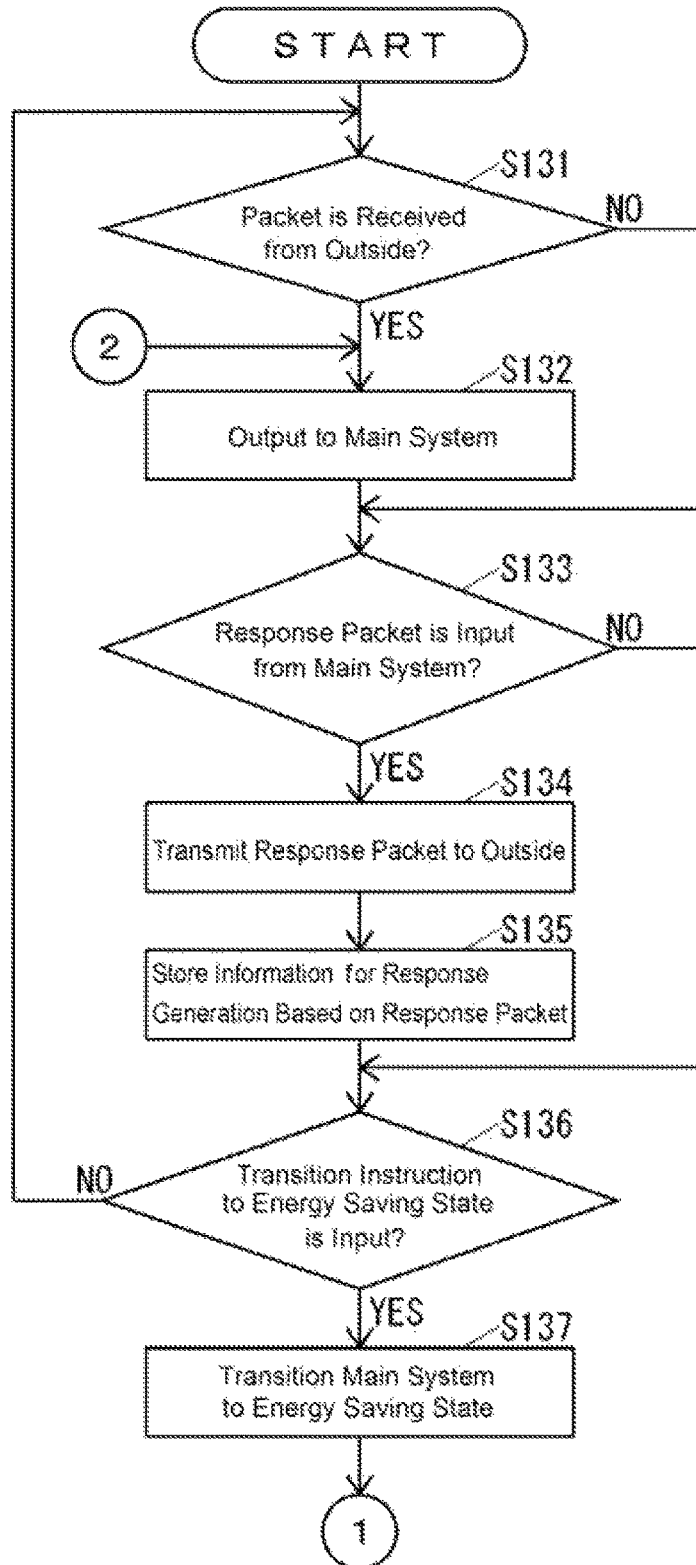 START
S131
Packet is Received
from Outside?
NO
YES
2
S132
Output to Main System
S133
Response Packet is Input
from Main System?
NO
YES
S134
Transmit Response Packet to Outside
S135
Store Information for Response
Generation Based on Response Packet
S136
Transition Instruction
to Energy Saving State
is Input?
NO
YES
S137
Transition Main System
to Energy Saving State
1